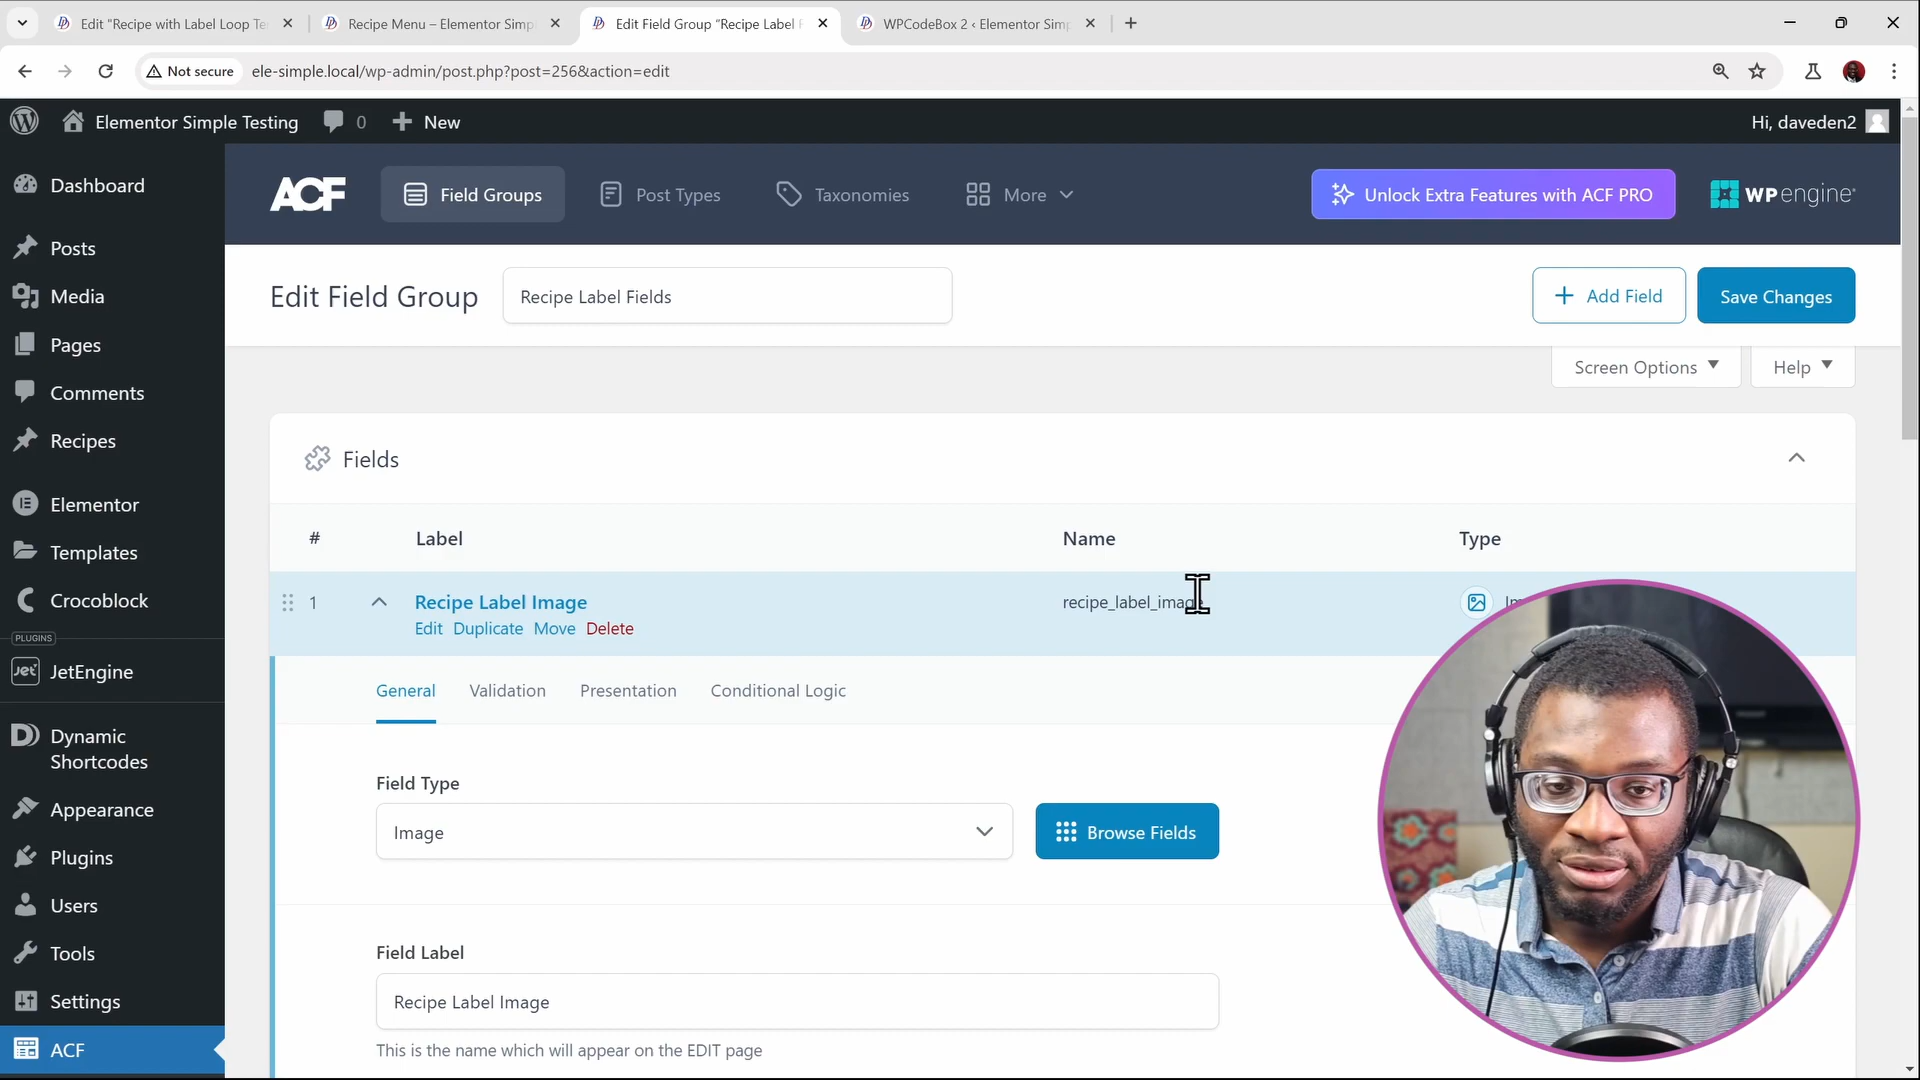 Edit "Recipe with Label Loop Te
Recipe Menu – Elementor Simp
Edit Field Group "Recipe Label F
WPCodeBox 2 ‹ Elementor Simp
Not secure
ele-simple.local/wp-admin/post.php?post=256&action=edit
Elementor Simple Testing
0
New
Hi, daveden2
Dashboard
Posts
Media
Pages
Comments
Recipes
Elementor
Templates
Crocoblock
PLUGINS
Jet
JetEngine
Dynamic
Shortcodes
Appearance
Plugins
Users
Tools
Settings
ACF
ACF
Field Groups
Post Types
Taxonomies
More
Unlock Extra Features with ACF PRO
WP engine
Edit Field Group
Recipe Label Fields
Add Field
Save Changes
Screen Options
Help
Fields
#
Label
Name
Type
1
Recipe Label Image
recipe_label_image
Edit Duplicate Move Delete
General
Validation
Presentation
Conditional Logic
Field Type
Image
Browse Fields
Field Label
Recipe Label Image
This is the name which will appear on the EDIT page